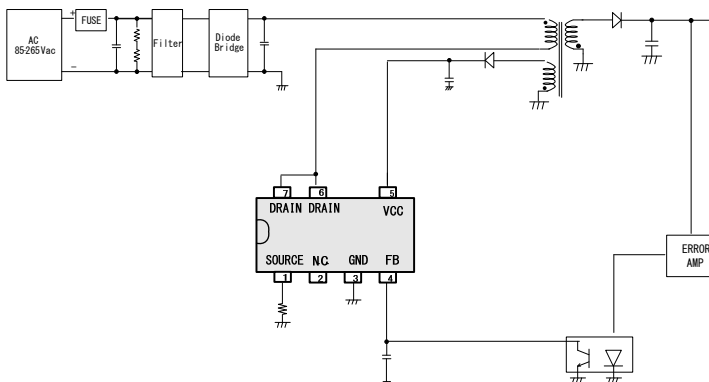 +
FUSE
AC
85-265Vac
Filter
Diode
Bridge
-
7
6
5
DRAIN DRAIN
VCC
SOURCE
N.C.
GND
FB
1
2
3
4
ERROR
AMP